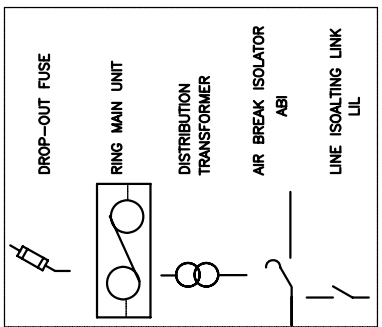 DROP-OUT FUSE
RING MAIN UNIT
DISTRIBUTION
TRANSFORMER
AIR BREAK ISOLATOR
ABI
LINE ISOALTING LINK
LIL